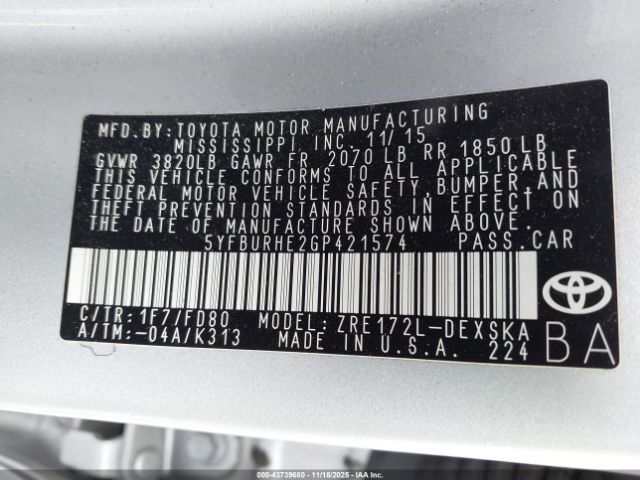 MFD.BY:TOYOTA MOTOR MANUFACTURING
MISSISSIPPI, INC. 11/15
GVWR 3820LB GAWR FR 2070 LB RR 1850 LB
THIS VEHICLE CONFORMS TO ALL APPLICABLE
FEDERAL MOTOR VEHICLE SAFETY,BUMPER,AND
THEFT PREVENTION STANDARDS IN EFFECT ON
THE DATE OF MANUFACTURE SHOWN ABOVE.
5YFBURHE2GP421574 PASS.CAR
C/TR:1F7/FD80 MODEL:ZRE172L-DEXSKA
A/TM:-04A/K313 MADE IN U.S.A. 224
TOYOTA
BA
000-43739680 - 11/18/2025 - IAA Inc.